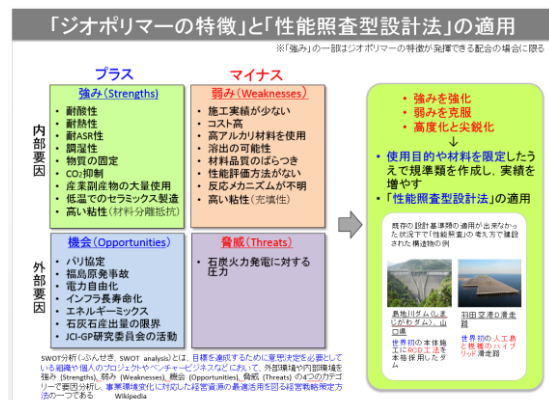 「ジオポリマーの特徴」と「性能照査型設計法」の適用
※「強み」の一部はジオポリマーの特徴が発揮できる配合の場合に限る
プラス
マイナス
内部要因
強み(Strengths)
・ 耐酸性
・ 耐熱性
・ 耐ASR性
・ 調湿性
・ 物質の固定
・ CO2抑制
・ 産業副産物の大量使用
・ 低温でのセラミックス製造
・ 高い粘性(材料分離抵抗)
弱み(Weaknesses)
・ 施工実績が少ない
・ コスト高
・ 高アルカリ材料を使用
・ 溶出の可能性
・ 材料品質のばらつき
・ 性能評価方法がない
・ 反応メカニズムが不明
・ 高い粘性(充填性)
外部要因
機会(Opportunities)
・ パリ協定
・ 福島原発事故
・ 電力自由化
・ インフラ長寿命化
・ エネルギーミックス
・ 石灰石産出量の限界
・ JCI-GP研究委員会の活動
脅威(Threats)
・ 石炭火力発電に対する
圧力
・ 強みを強化
・ 弱みを克服
・ 高度化と尖鋭化
↓
・ 使用目的や材料を限定したう
えで規準類を作成し、実績を
増やす
・ 「性能照査型設計法」の適用
既存の設計基準類の適用が出来なかっ
た状況下で「性能照査」の考え方で建設
された構造物の例
島地川ダム(しま
じがわダム)、山
口県
世界初の本体施
工にRCD工法を
本格採用したダ
ム
羽田空港D滑走
路
世界初の人工島
と桟橋のハイブ
リッド滑走路
SWOT分析(ぶんせき、SWOT analysis)とは、目標を達成するために意思決定を必要として
いる組織や個人のプロジェクトやベンチャービジネスなどにおいて、外部環境や内部環境を
強み (Strengths)、弱み (Weaknesses)、機会 (Opportunities)、脅威 (Threats) の4つのカテゴ
リーで要因分析し、事業環境変化に対応した経営資源の最適活用を図る経営戦略策定方
法の一つである　Wikipedia